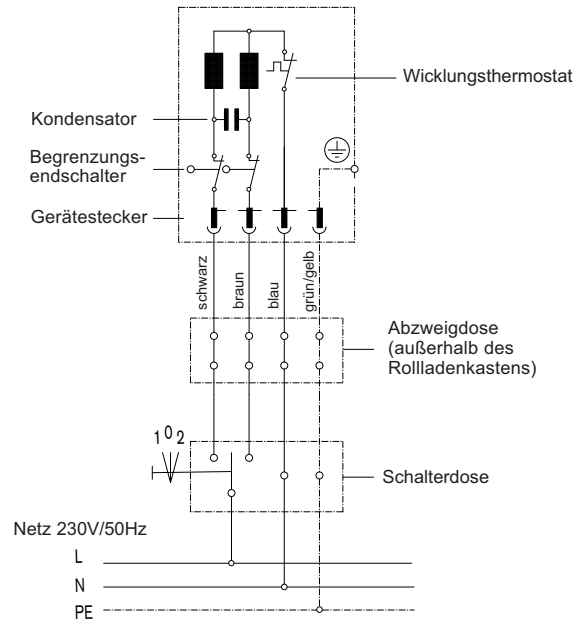 Wicklungsthermostat
Kondensator
Begrenzungs-
endschalter
Gerätestecker
schwarz
braun
blau
grün/gelb
Abzweigdose
(außerhalb des
Rollladenkastens)
1 0 2
Schalterdose
Netz 230V/50Hz
L
N
PE